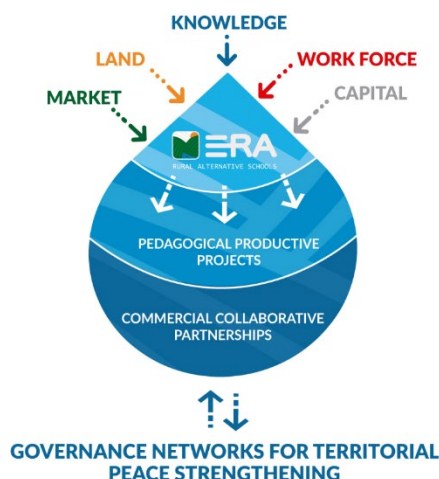 KNOWLEDGE
LAND
WORK FORCE
MARKET
CAPITAL
ERA
RURAL ALTERNATIVE SCHOOLS
PEDAGOGICAL PRODUCTIVE
PROJECTS
COMMERCIAL COLLABORATIVE
PARTNERSHIPS
GOVERNANCE NETWORKS FOR TERRITORIAL
PEACE STRENGTHENING